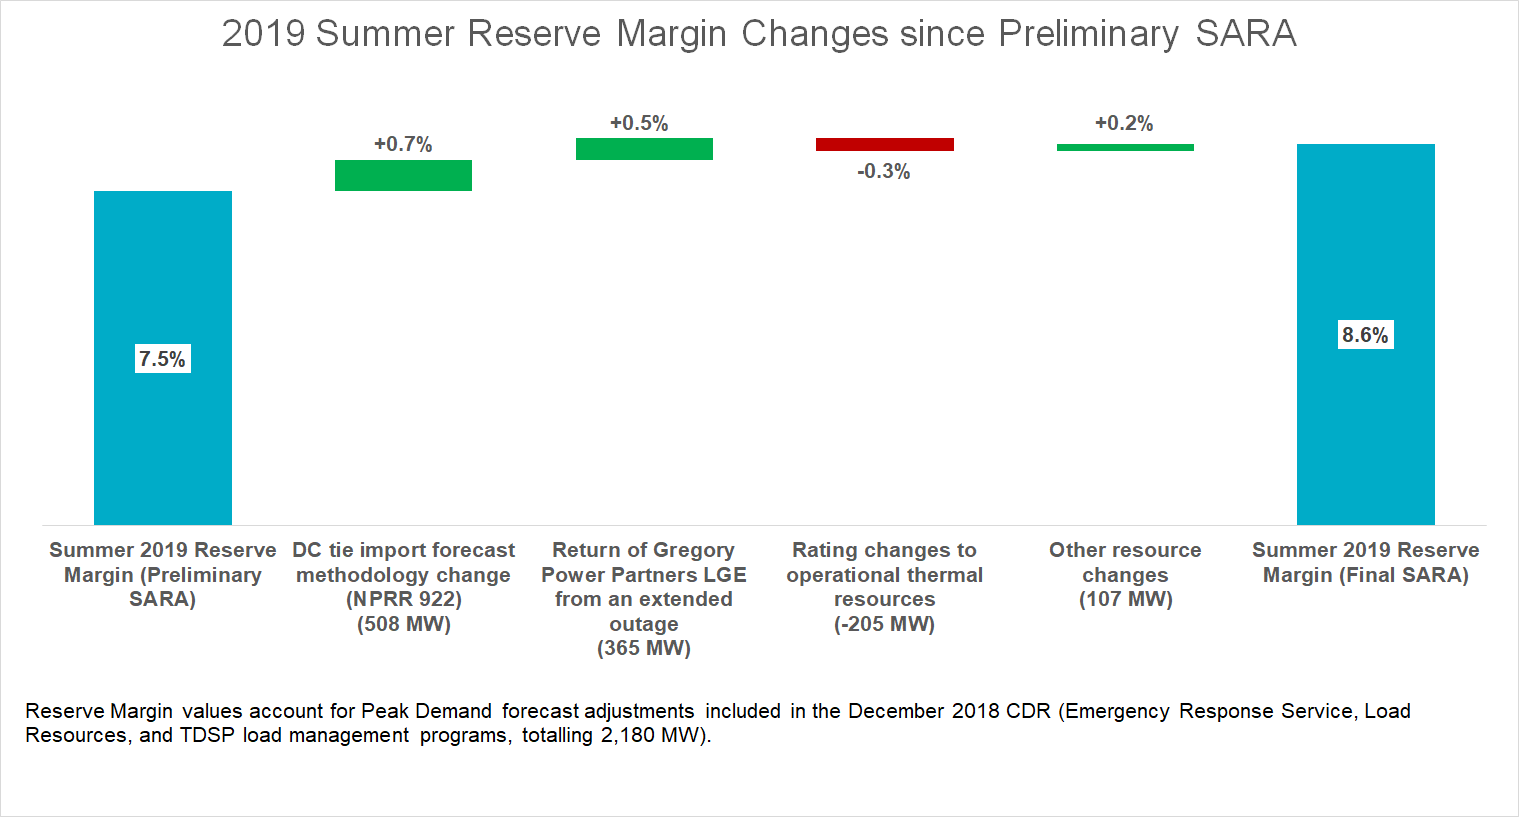 2019 Summer Reserve Margin Changes since Preliminary SARA
+0.7%
+0.5%
-0.3%
+0.2%
7.5%
8.6%
Summer 2019 Reserve
Margin (Preliminary
SARA)
DC tie import forecast
methodology change
(NPRR 922)
(508 MW)
Return of Gregory
Power Partners LGE
from an extended
outage
(365 MW)
Rating changes to
operational thermal
resources
(-205 MW)
Other resource
changes
(107 MW)
Summer 2019 Reserve
Margin (Final SARA)
Reserve Margin values account for Peak Demand forecast adjustments included in the December 2018 CDR (Emergency Response Service, Load
Resources, and TDSP load management programs, totalling 2,180 MW).